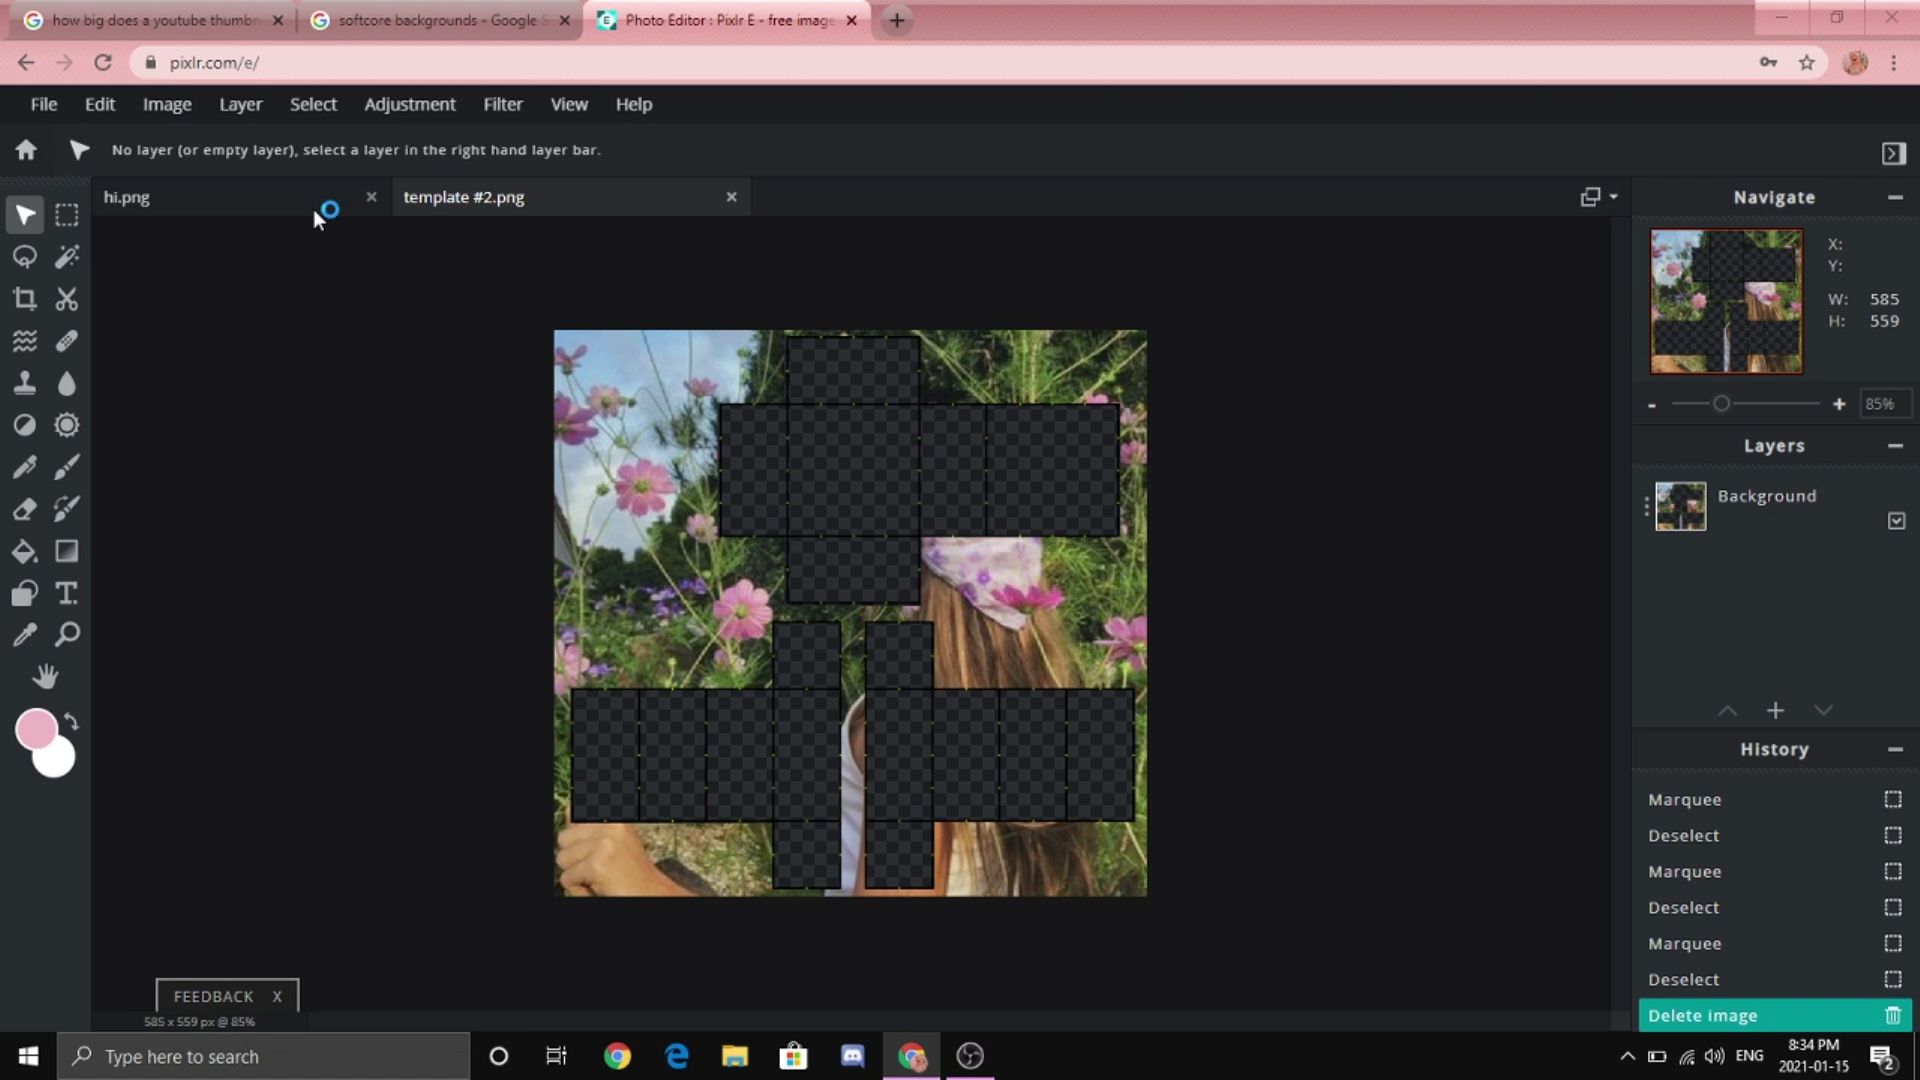 how big does a youtube thumbn
softcore backgrounds - Google S
Photo Editor : Pixlr E - free image
pixlr.com/e/
File Edit Image Layer Select Adjustment Filter View Help
No layer (or empty layer), select a layer in the right hand layer bar.
hi.png
template #2.png
Navigate
X:
Y:
W: 585
H: 559
- + 85%
Layers
Background
History
Marquee
Deselect
Marquee
Deselect
Marquee
Deselect
Delete image
FEEDBACK X
585 x 559 px @ 85%
Type here to search
ENG
8:34 PM
2021-01-15
2